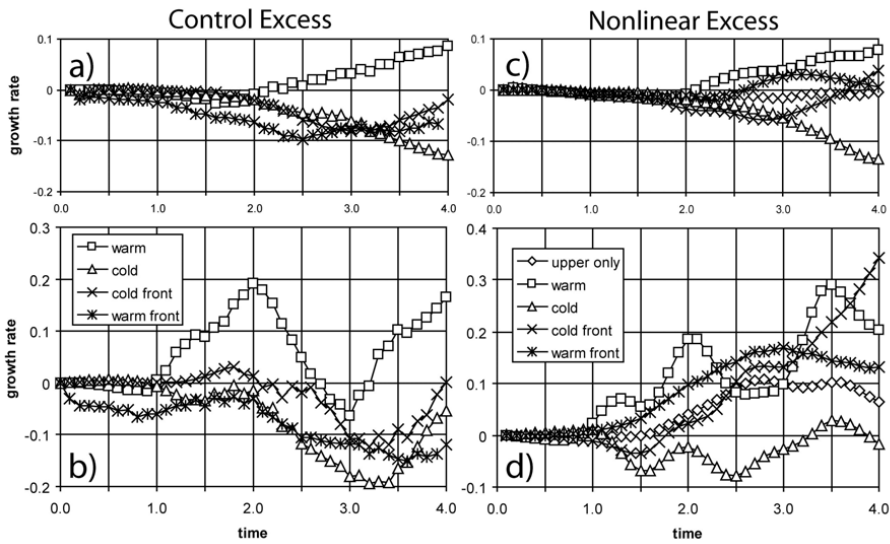 Control Excess
Nonlinear Excess
a)
growth rate
0.1
0
-0.1
-0.2
0.0 1.0 2.0 3.0 4.0
c)
growth rate
0.1
0
-0.1
-0.2
0.0 1.0 2.0 3.0 4.0
b)
growth rate
0.3
0.2
0.1
0
-0.1
-0.2
warm
cold
cold front
warm front
0.0 1.0 2.0 3.0 4.0
time
d)
growth rate
0.4
0.3
0.2
0.1
0
-0.1
upper only
warm
cold
cold front
warm front
0.0 1.0 2.0 3.0 4.0
time